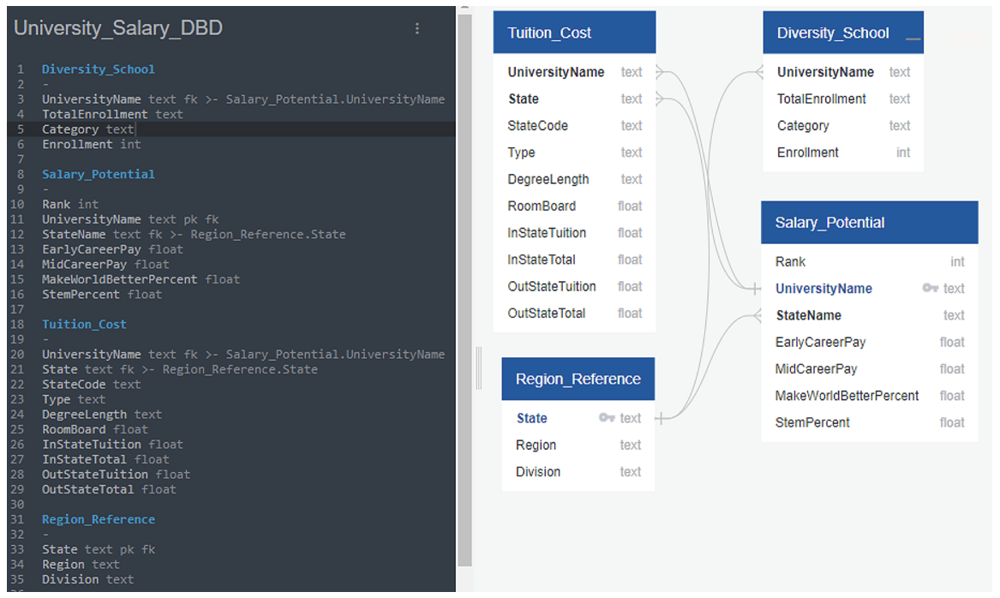 University_Salary_DBD
1 Diversity_School
2 -
3 UniversityName text fk >- Salary_Potential.UniversityName
4 TotalEnrollment text
5 Category text
6 Enrollment int
7
8 Salary_Potential
9 -
10 Rank int
11 UniversityName text pk fk
12 StateName text fk >- Region_Reference.State
13 EarlyCareerPay float
14 MidCareerPay float
15 MakeWorldBetterPercent float
16 StemPercent float
17
18 Tuition_Cost
19 -
20 UniversityName text fk >- Salary_Potential.UniversityName
21 State text fk >- Region_Reference.State
22 StateCode text
23 Type text
24 DegreeLength text
25 RoomBoard float
26 InStateTuition float
27 InStateTotal float
28 OutStateTuition float
29 OutStateTotal float
30
31 Region_Reference
32 -
33 State text pk fk
34 Region text
35 Division text
Tuition_Cost
UniversityName text
State text
StateCode text
Type text
DegreeLength text
RoomBoard float
InStateTuition float
InStateTotal float
OutStateTuition float
OutStateTotal float
Diversity_School
UniversityName text
TotalEnrollment text
Category text
Enrollment int
Salary_Potential
Rank int
UniversityName text
StateName text
EarlyCareerPay float
MidCareerPay float
MakeWorldBetterPercent float
StemPercent float
Region_Reference
State text
Region text
Division text